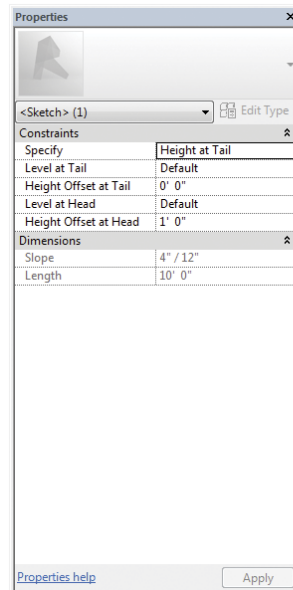 Properties
<Sketch> (1)
Edit Type
Constraints
Specify Height at Tail
Level at Tail Default
Height Offset at Tail 0' 0"
Level at Head Default
Height Offset at Head 1' 0"
Dimensions
Slope 4" / 12"
Length 10' 0"
Properties help
Apply